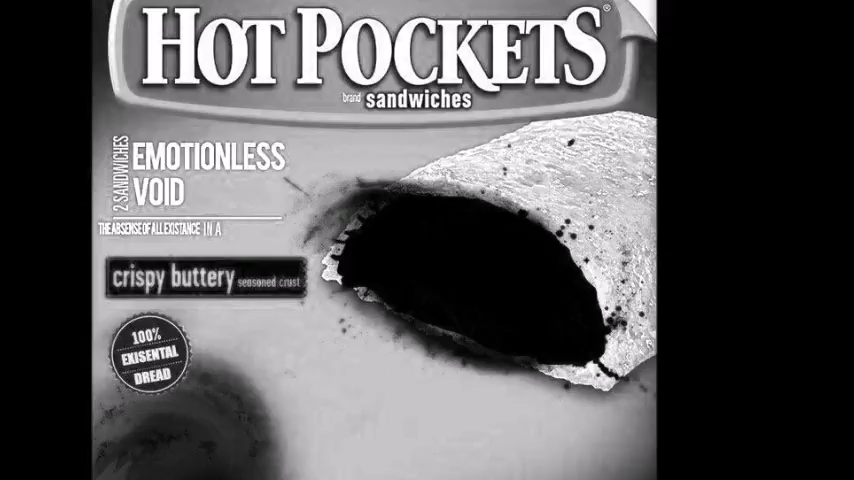 HOT POCKETS®
brand sandwiches
2 SANDWICHES
EMOTIONLESS
VOID
THE ABSENSE OF ALL EXISTANCE IN A
crispy buttery seasoned crust
100%
EXISENTAL
DREAD